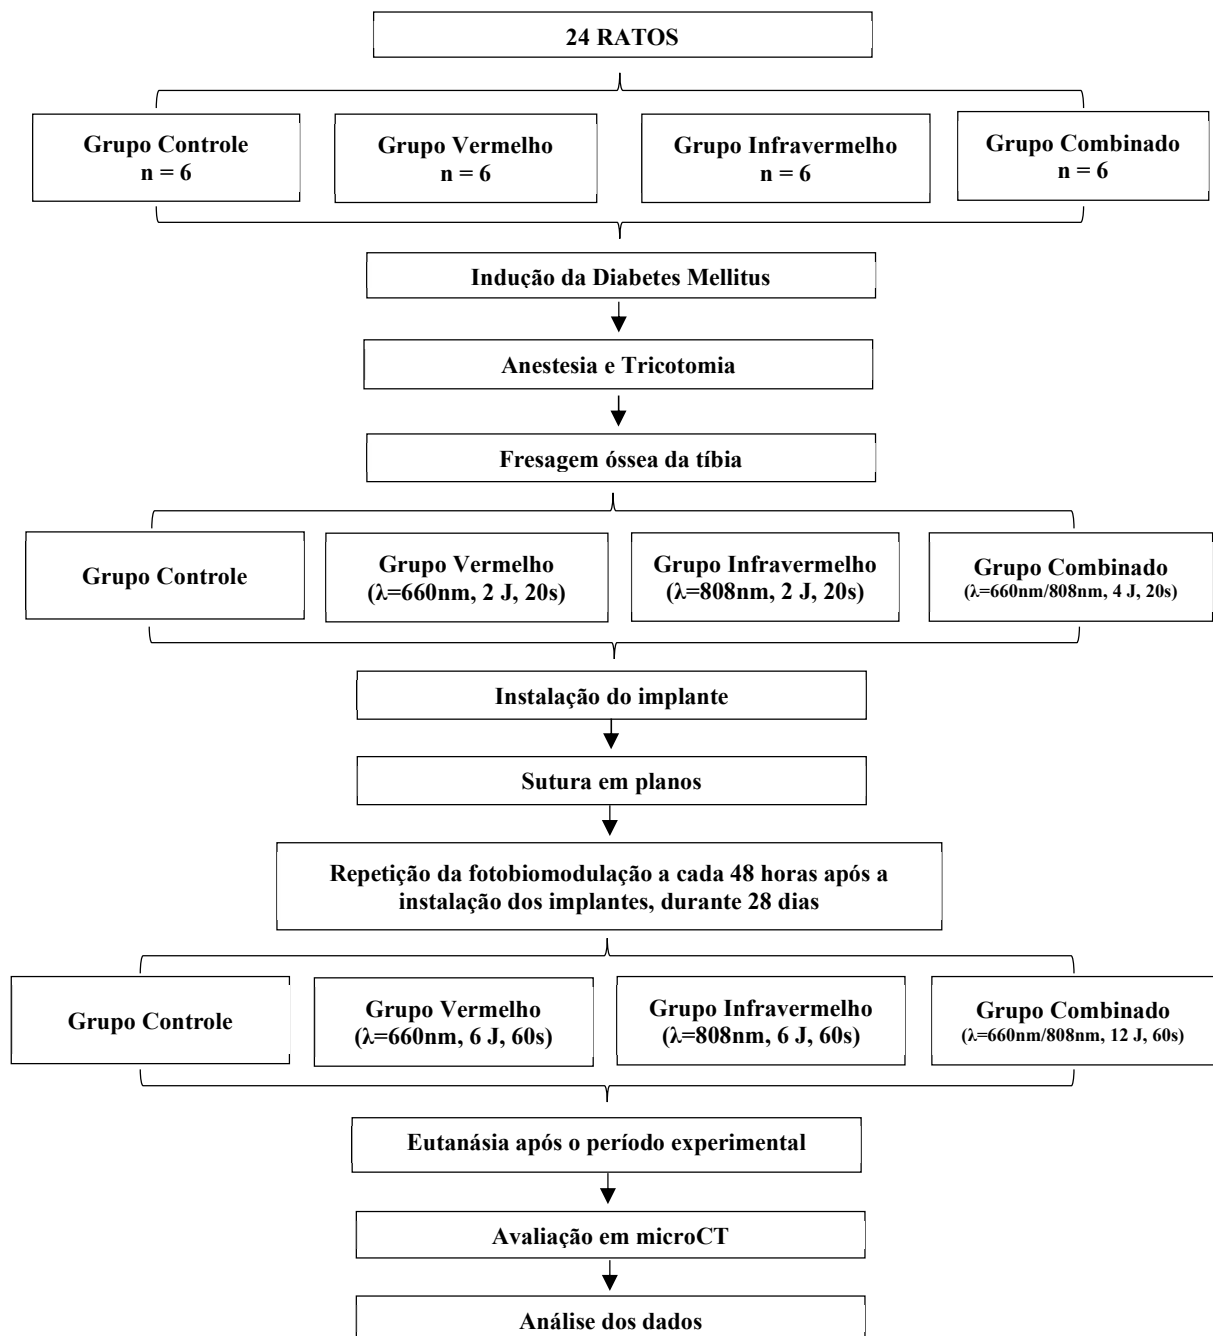 24 RATOS
Grupo Controle
n = 6
Grupo Vermelho
n = 6
Grupo Infravermelho
n = 6
Grupo Combinado
n = 6
Indução da Diabetes Mellitus
Anestesia e Tricotomia
Fresagem óssea da tíbia
Grupo Controle
Grupo Vermelho
(λ=660nm, 2 J, 20s)
Grupo Infravermelho
(λ=808nm, 2 J, 20s)
Grupo Combinado
(λ=660nm/808nm, 4 J, 20s)
Instalação do implante
Sutura em planos
Repetição da fotobiomodulação a cada 48 horas após a
instalação dos implantes, durante 28 dias
Grupo Controle
Grupo Vermelho
(λ=660nm, 6 J, 60s)
Grupo Infravermelho
(λ=808nm, 6 J, 60s)
Grupo Combinado
(λ=660nm/808nm, 12 J, 60s)
Eutanásia após o período experimental
Avaliação em microCT
Análise dos dados